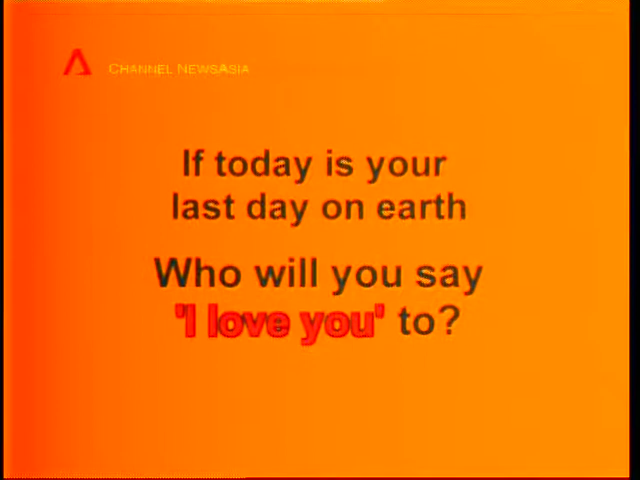 CHANNEL NEWSASIA
If today is your
last day on earth
Who will you say
'I love you' to?